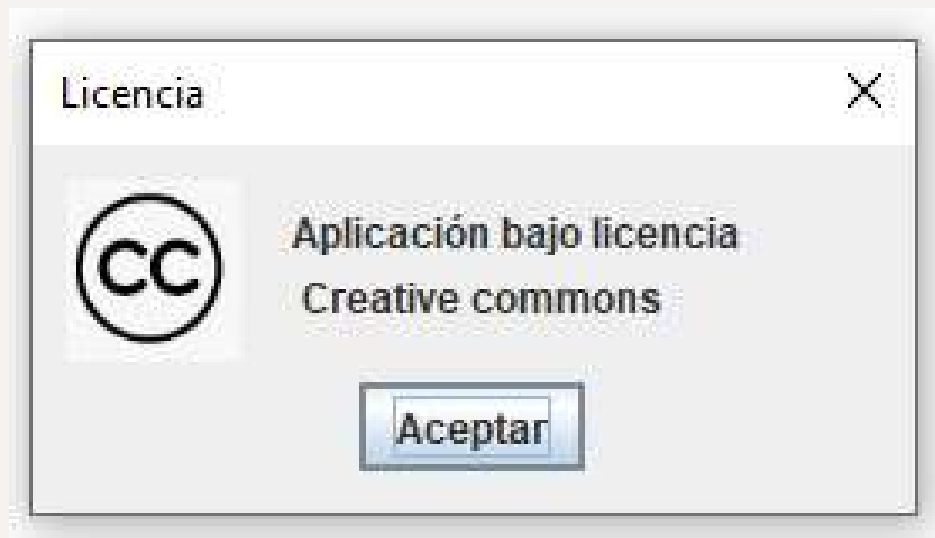 Licencia
CC
Aplicación bajo licencia
Creative commons
Aceptar